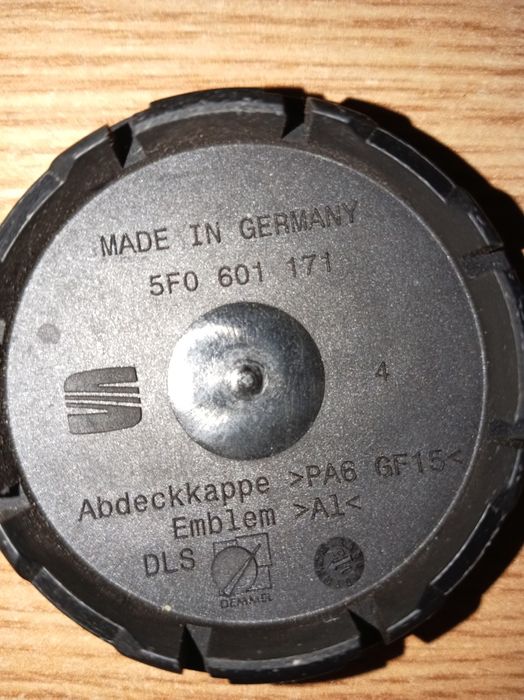 MADE IN GERMANY
5F0 601 171
4
Abdeckkappe >PA6 GF15<
Emblem >Al<
DLS
DEMMEL